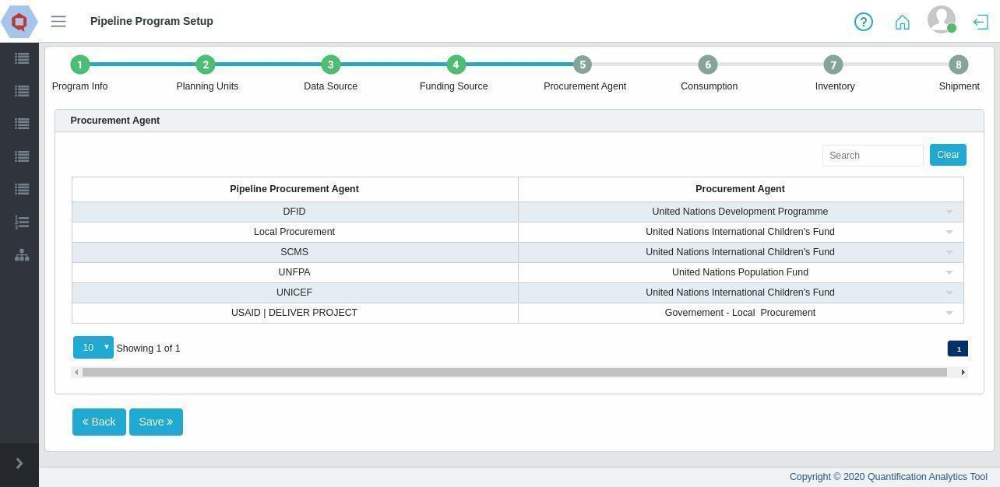 Pipeline Program Setup
?
1 2 3 4 5 6 7 8
Program Info Planning Units Data Source Funding Source Procurement Agent Consumption Inventory Shipment
Procurement Agent
Search Clear
Pipeline Procurement Agent Procurement Agent
DFID United Nations Development Programme
Local Procurement United Nations International Children's Fund
SCMS United Nations International Children's Fund
UNFPA United Nations Population Fund
UNICEF United Nations International Children's Fund
USAID | DELIVER PROJECT Governement - Local  Procurement
10 Showing 1 of 1 1
« Back Save »
Copyright © 2020 Quantification Analytics Tool